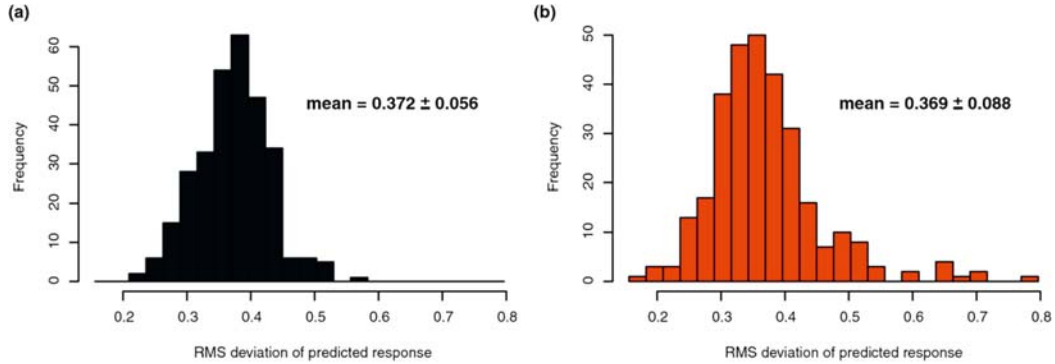 (a)
60
50
40
30
20
10
0
Frequency
mean = 0.372 ± 0.056
0.2 0.3 0.4 0.5 0.6 0.7 0.8
RMS deviation of predicted response
(b)
50
40
30
20
10
0
Frequency
mean = 0.369 ± 0.088
0.2 0.3 0.4 0.5 0.6 0.7 0.8
RMS deviation of predicted response